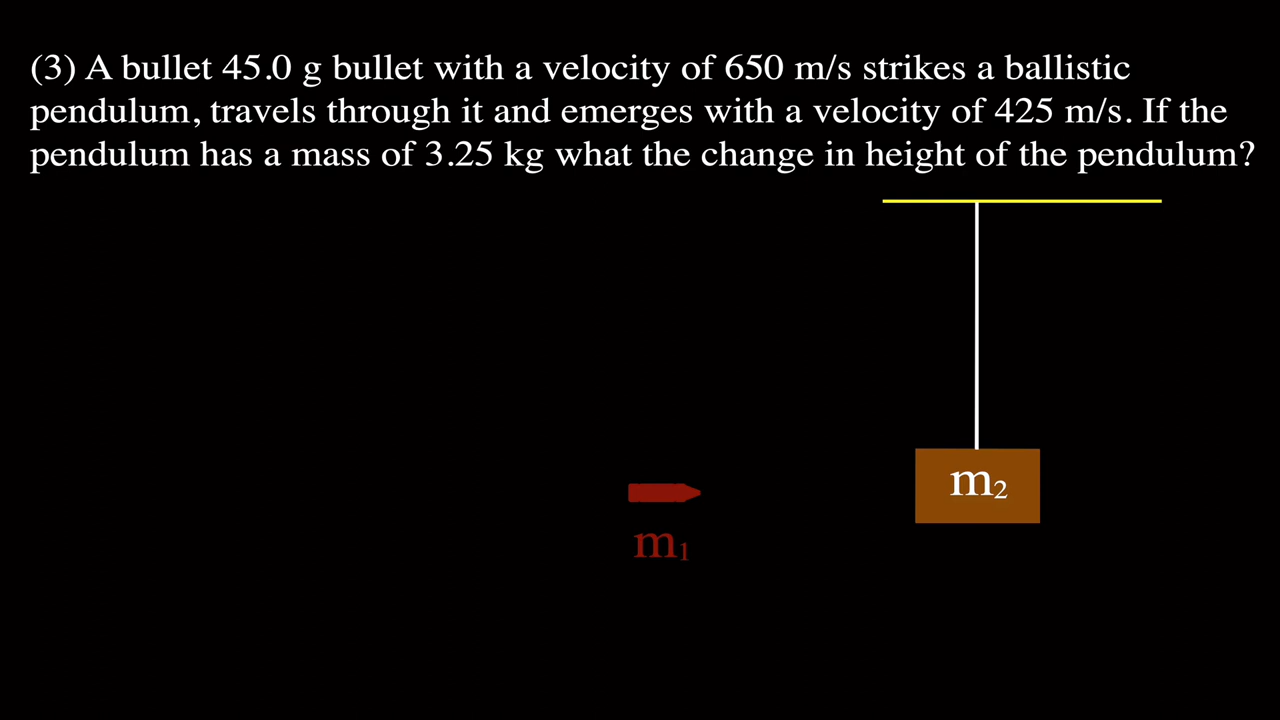 (3) A bullet 45.0 g bullet with a velocity of 650 m/s strikes a ballistic
pendulum, travels through it and emerges with a velocity of 425 m/s. If the
pendulum has a mass of 3.25 kg what the change in height of the pendulum?
m₂
m₁